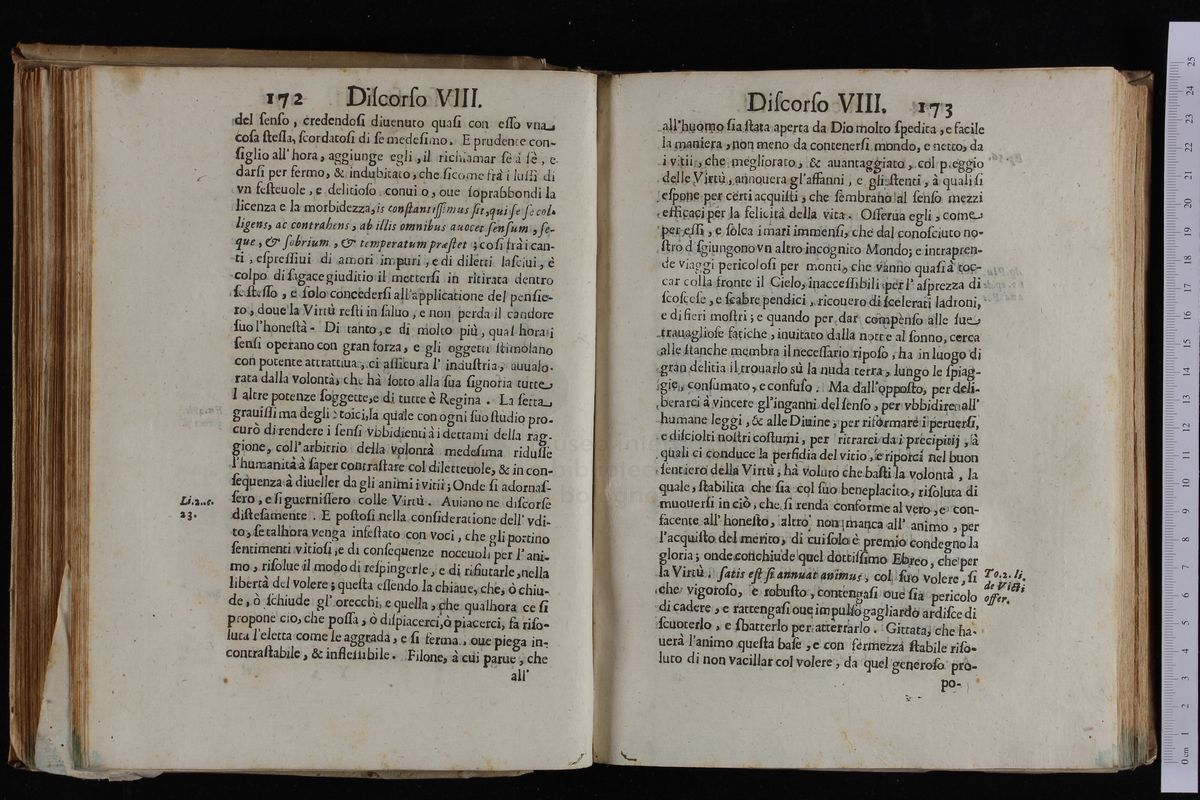 172 Diſcorſo VIII.
del ſenſo, credendoſi diuenuto quaſi con eſſo vna
coſa ſteſſa, ſcordatoſi di ſe medeſimo. E prudente con-
ſiglio all'hora, aggiunge egli, il richiamar ſè à ſè, e
darſi per fermo, & indubitato, che ſicome frà i luſſi di
vn feſteuole, e delitioſo conuito, oue ſoprabbondi la
licenza e la morbidezza, is conſtantiſſimus ſit, qui ſe ſe col-
ligens, ac contrahens, ab illis omnibus auocet ſenſum, ſe-
que, & ſobrium, & temperatum præſtet; coſi frà i can-
ti, eſpreſſiui di amori impuri, e di diletti laſciui, è
colpo di ſagace giuditio il metterſi in ritirata dentro
ſe ſteſſo, e ſolo concederſi all'applicatione del penſie-
ro, doue la Virtù reſti in ſaluo, e non perda il candore
ſuo l'honeſtà. Di tanto, e di molto più, qual hora i
ſenſi operano con gran forza, e gli oggetti ſtimolano
con potente attrattiua, ci aſſicura l'induſtria, auualo-
rata dalla volontà, che hà ſotto alla ſua ſignoria tutte
l altre potenze ſoggette, e di tutte è Regina. La ſetta
grauiſſima degli Stoici, la quale con ogni ſuo ſtudio pro-
curò di rendere i ſenſi vbbidienti à i dettami della rag-
gione, coll'arbitrio della volontà medeſima riduſſe
l'humanità à ſaper contraſtare col diletteuole, & in con-
ſequenza à diueller da gli animi i vitii; Onde ſi adornaſ-
ſero, e ſi guerniſſero colle Virtù. Auiano ne diſcorſe
diſteſamente. E poſtoſi nella conſideratione dell'vdi-
to, ſe talhora venga infeſtato con voci, che gli portino
ſentimenti vitioſi, e di conſequenze noceuoli per l'ani-
mo, riſolue il modo di reſpingerle, e di rifiutarle, nella
libertà del volere; queſta eſſendo la chiaue, che, ò chiu-
de, ò ſchiude gl'orecchi, e quella, che qualhora ce ſi
propone ciò, che poſſa, ò diſpiacerci, ò piacerci, fà riſo-
luta l'eletta come le aggrada, e ſi ferma, oue piega in-
contraſtabile, & infleſſibile. Filone, à cui parue, che
all'
Li. 2. c.
23.
Diſcorſo VIII. 173
all'huomo ſia ſtata aperta da Dio molto ſpedita, e facile
la maniera, non meno da contenerſi mondo, e netto, da
i vitii, che megliorato, & auantaggiato, col preggio
delle Virtù, annouera gl'affanni, e gli ſtenti, à quali ſi
eſpone per certi acquiſti, che ſembrano al ſenſo mezzi
efficaci per la felicità della vita. Oſſerua egli, come
per eſſi, e ſolca i mari immenſi, che dal conoſciuto no-
ſtro d ſgiungono vn altro incognito Mondo; e intrapren-
de viaggi pericoloſi per monti, che vanno quaſi à toc-
car colla fronte il Cielo, inacceſſibili per l'aſprezza di
ſcoſceſe, e ſcabre pendici, ricouero di ſcelerati ladroni,
e di fieri moſtri; e quando per dar compenſo alle ſue
trauaglioſe fatiche, inuitato dalla notte al ſonno, cerca
alle ſtanche membra il neceſſario ripoſo, ha in luogo di
gran delitia il trouarlo sù la nuda terra, lungo le ſpiag-
gie, conſumato, e confuſo. Ma dall'oppoſto, per deli-
berarci à vincere gl'inganni del ſenſo, per vbbidire all'
humane leggi, & alle Diuine, per riformare i peruerſi,
e diſciolti noſtri coſtumi, per ritrarci da i precipitij, à
quali ci conduce la perfidia del vitio, e riporci nel buon
ſentiero della Virtù, hà voluto che baſti la volontà, la
quale, ſtabilita che ſia col ſuo beneplacito, riſoluta di
muouerſi in ciò, che ſi renda conforme al vero, e con-
facente all'honeſto, altro non manca all'animo, per
l'acquiſto del merito, di cui ſolo è premio condegno la
gloria; onde conchiude quel dottiſſimo Ebreo, che per
la Virtù, ſatis eſt ſi annuat animus, col ſuo volere, ſi
che vigoroſo, e robuſto, contengaſi oue ſia pericolo
di cadere, e rattengaſi oue impulſo gagliardo ardiſce di
ſcuoterlo, e ſbatterlo per atterrarlo. Gittata, che ha-
uerà l'animo queſta baſe, e con fermezza ſtabile riſo-
luto di non vacillar col volere, da quel generoſo pro-
po-
To. 2. li.
de Victi
offer.